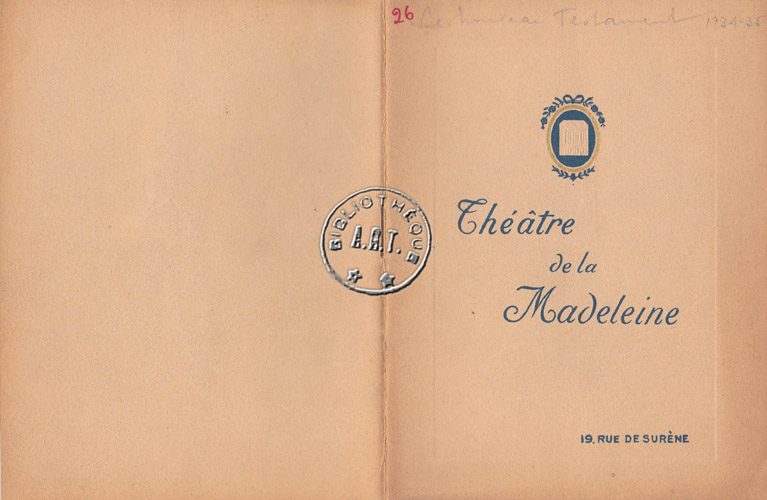 26 Le Nouveau Testament 1934-35
BIBLIOTHÈQUE
A.R.T.
Théâtre
de la
Madeleine
19, RUE DE SURÈNE